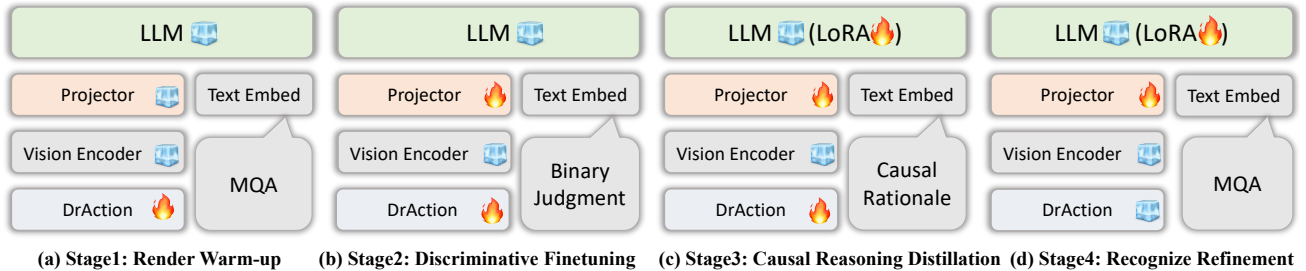 LLM
Projector
Text Embed
Vision Encoder
MQA
DrAction
(a) Stage1: Render Warm-up
LLM
Projector
Text Embed
Vision Encoder
Binary
Judgment
DrAction
(b) Stage2: Discriminative Finetuning
LLM (LoRA)
Projector
Text Embed
Vision Encoder
Causal
Rationale
DrAction
(c) Stage3: Causal Reasoning Distillation
LLM (LoRA)
Projector
Text Embed
Vision Encoder
MQA
DrAction
(d) Stage4: Recognize Refinement